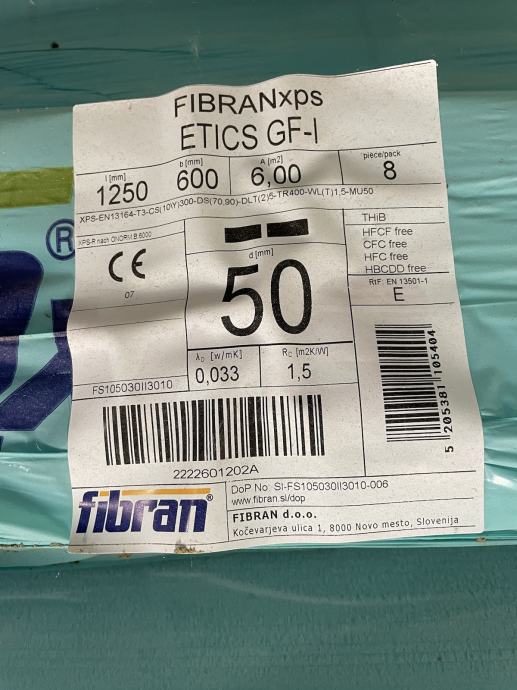 FIBRANxps
ETICS GF-I
l [mm] b [mm] A [m2] piece/pack
1250 600 6,00 8
XPS-EN13164-T3-CS(10\Y)300-DS(70,90)-DLT(2)5-TR400-WL(T)1,5-MU50
XPS-R nach ÖNORM B 6000
®
CE
07
d [mm]
50
THiB
HFCF free
CFC free
HFC free
HBCDD free
RtF: EN 13501-1
E
λD [w/mK] RD [m2K/W]
0,033 1,5
FS105030II3010
5 205381 105404
2222601202A
fibran®
DoP No: SI-FS105030II3010-006
www.fibran.si/dop
FIBRAN d.o.o.
Kočevarjeva ulica 1, 8000 Novo mesto, Slovenija